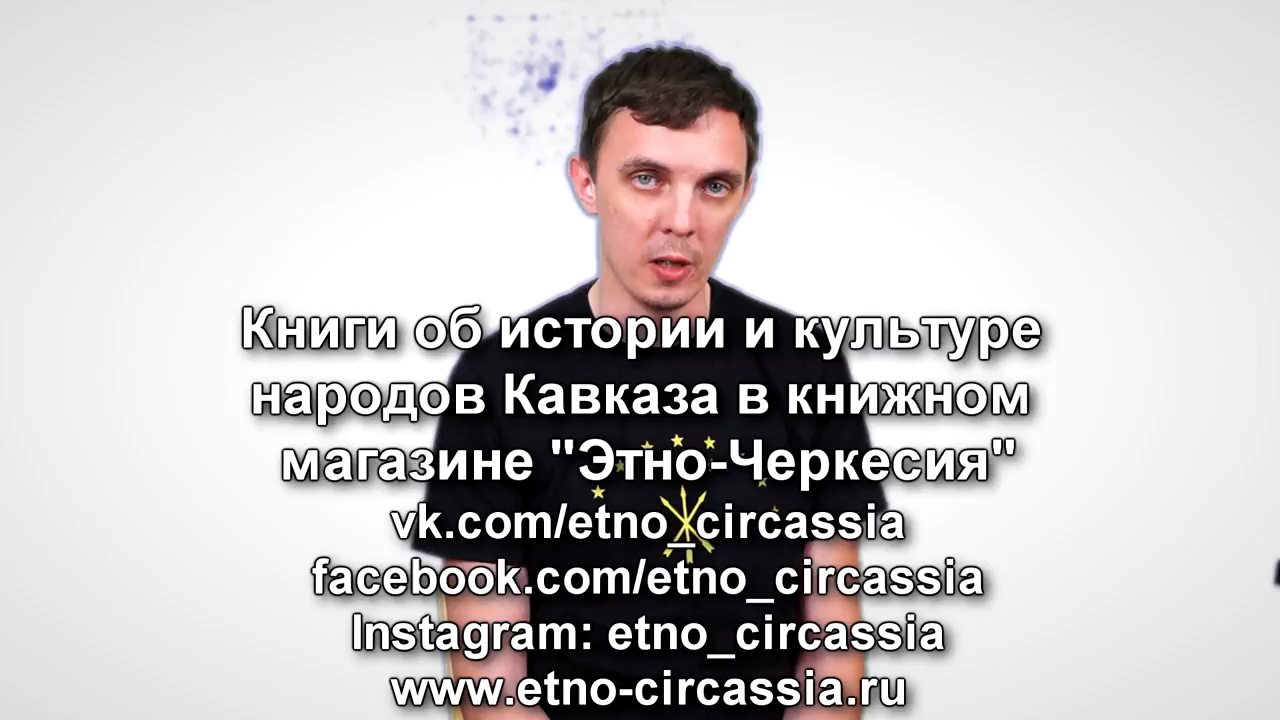 Книги об истории и культуре
народов Кавказа в книжном
магазине "Этно-Черкесия"
vk.com/etno_circassia
facebook.com/etno_circassia
Instagram: etno_circassia
www.etno-circassia.ru